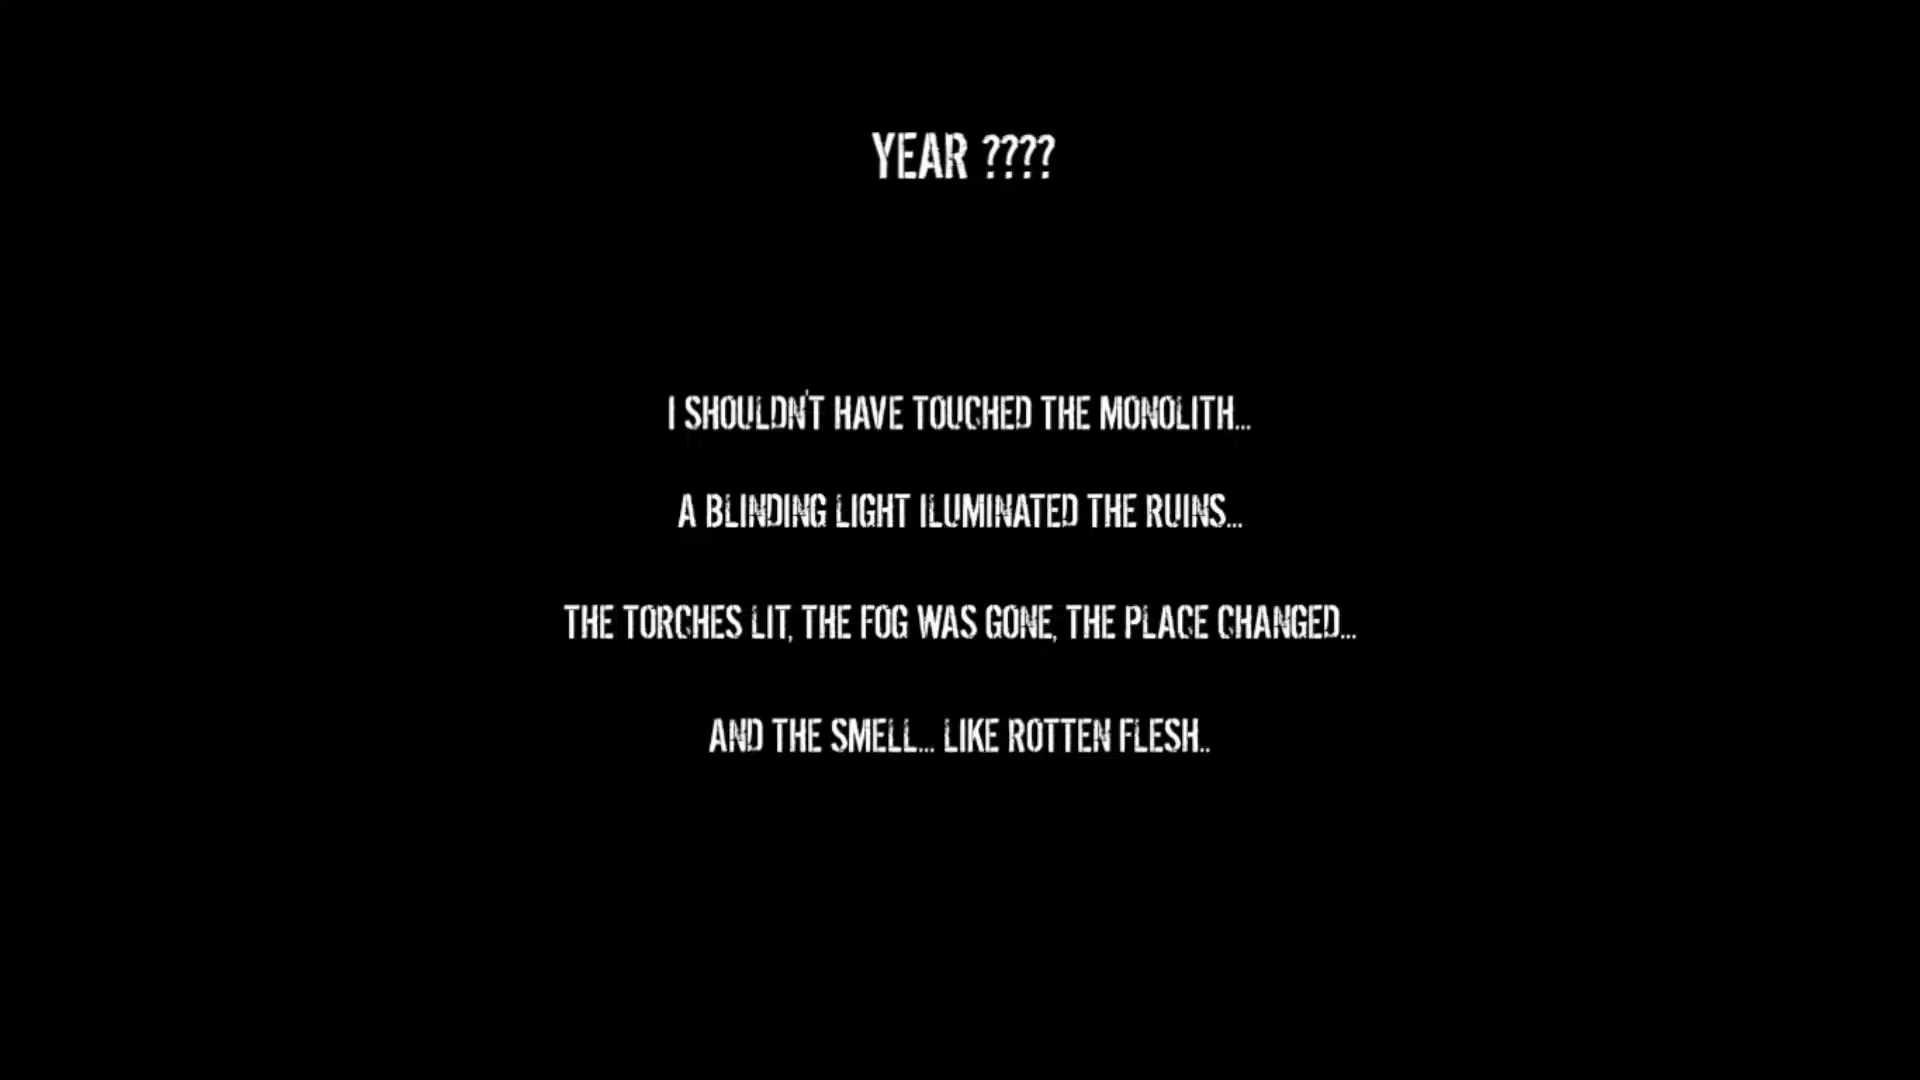 YEAR ????
I SHOULDN'T HAVE TOUCHED THE MONOLITH...
A BLINDING LIGHT ILUMINATED THE RUINS...
THE TORCHES LIT, THE FOG WAS GONE, THE PLACE CHANGED...
AND THE SMELL... LIKE ROTTEN FLESH..